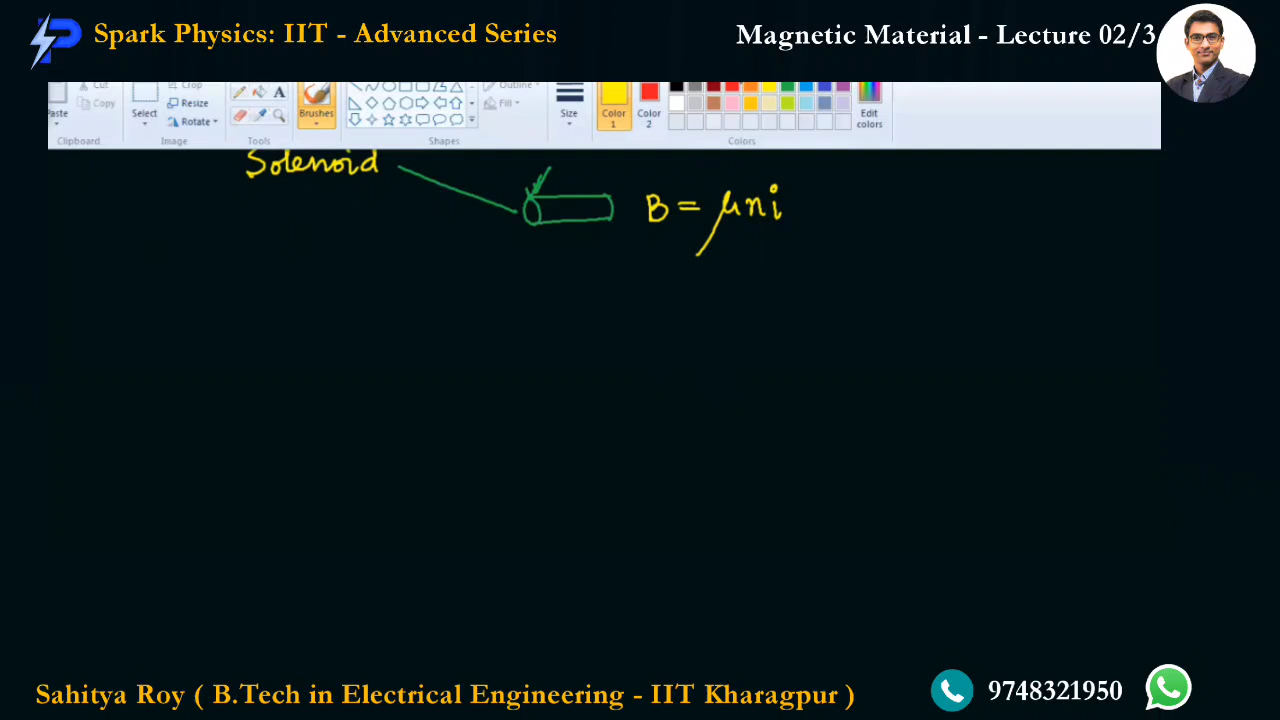 Spark Physics: IIT - Advanced Series
Magnetic Material - Lecture 02/3
Paste Cut Copy Clipboard
Select Crop Resize Rotate Image
A Tools
Brushes
Shapes
Outline Fill
Size
Color 1
Color 2
Edit colors
Colors
Solenoid
B = μni
Sahitya Roy ( B.Tech in Electrical Engineering - IIT Kharagpur )
9748321950